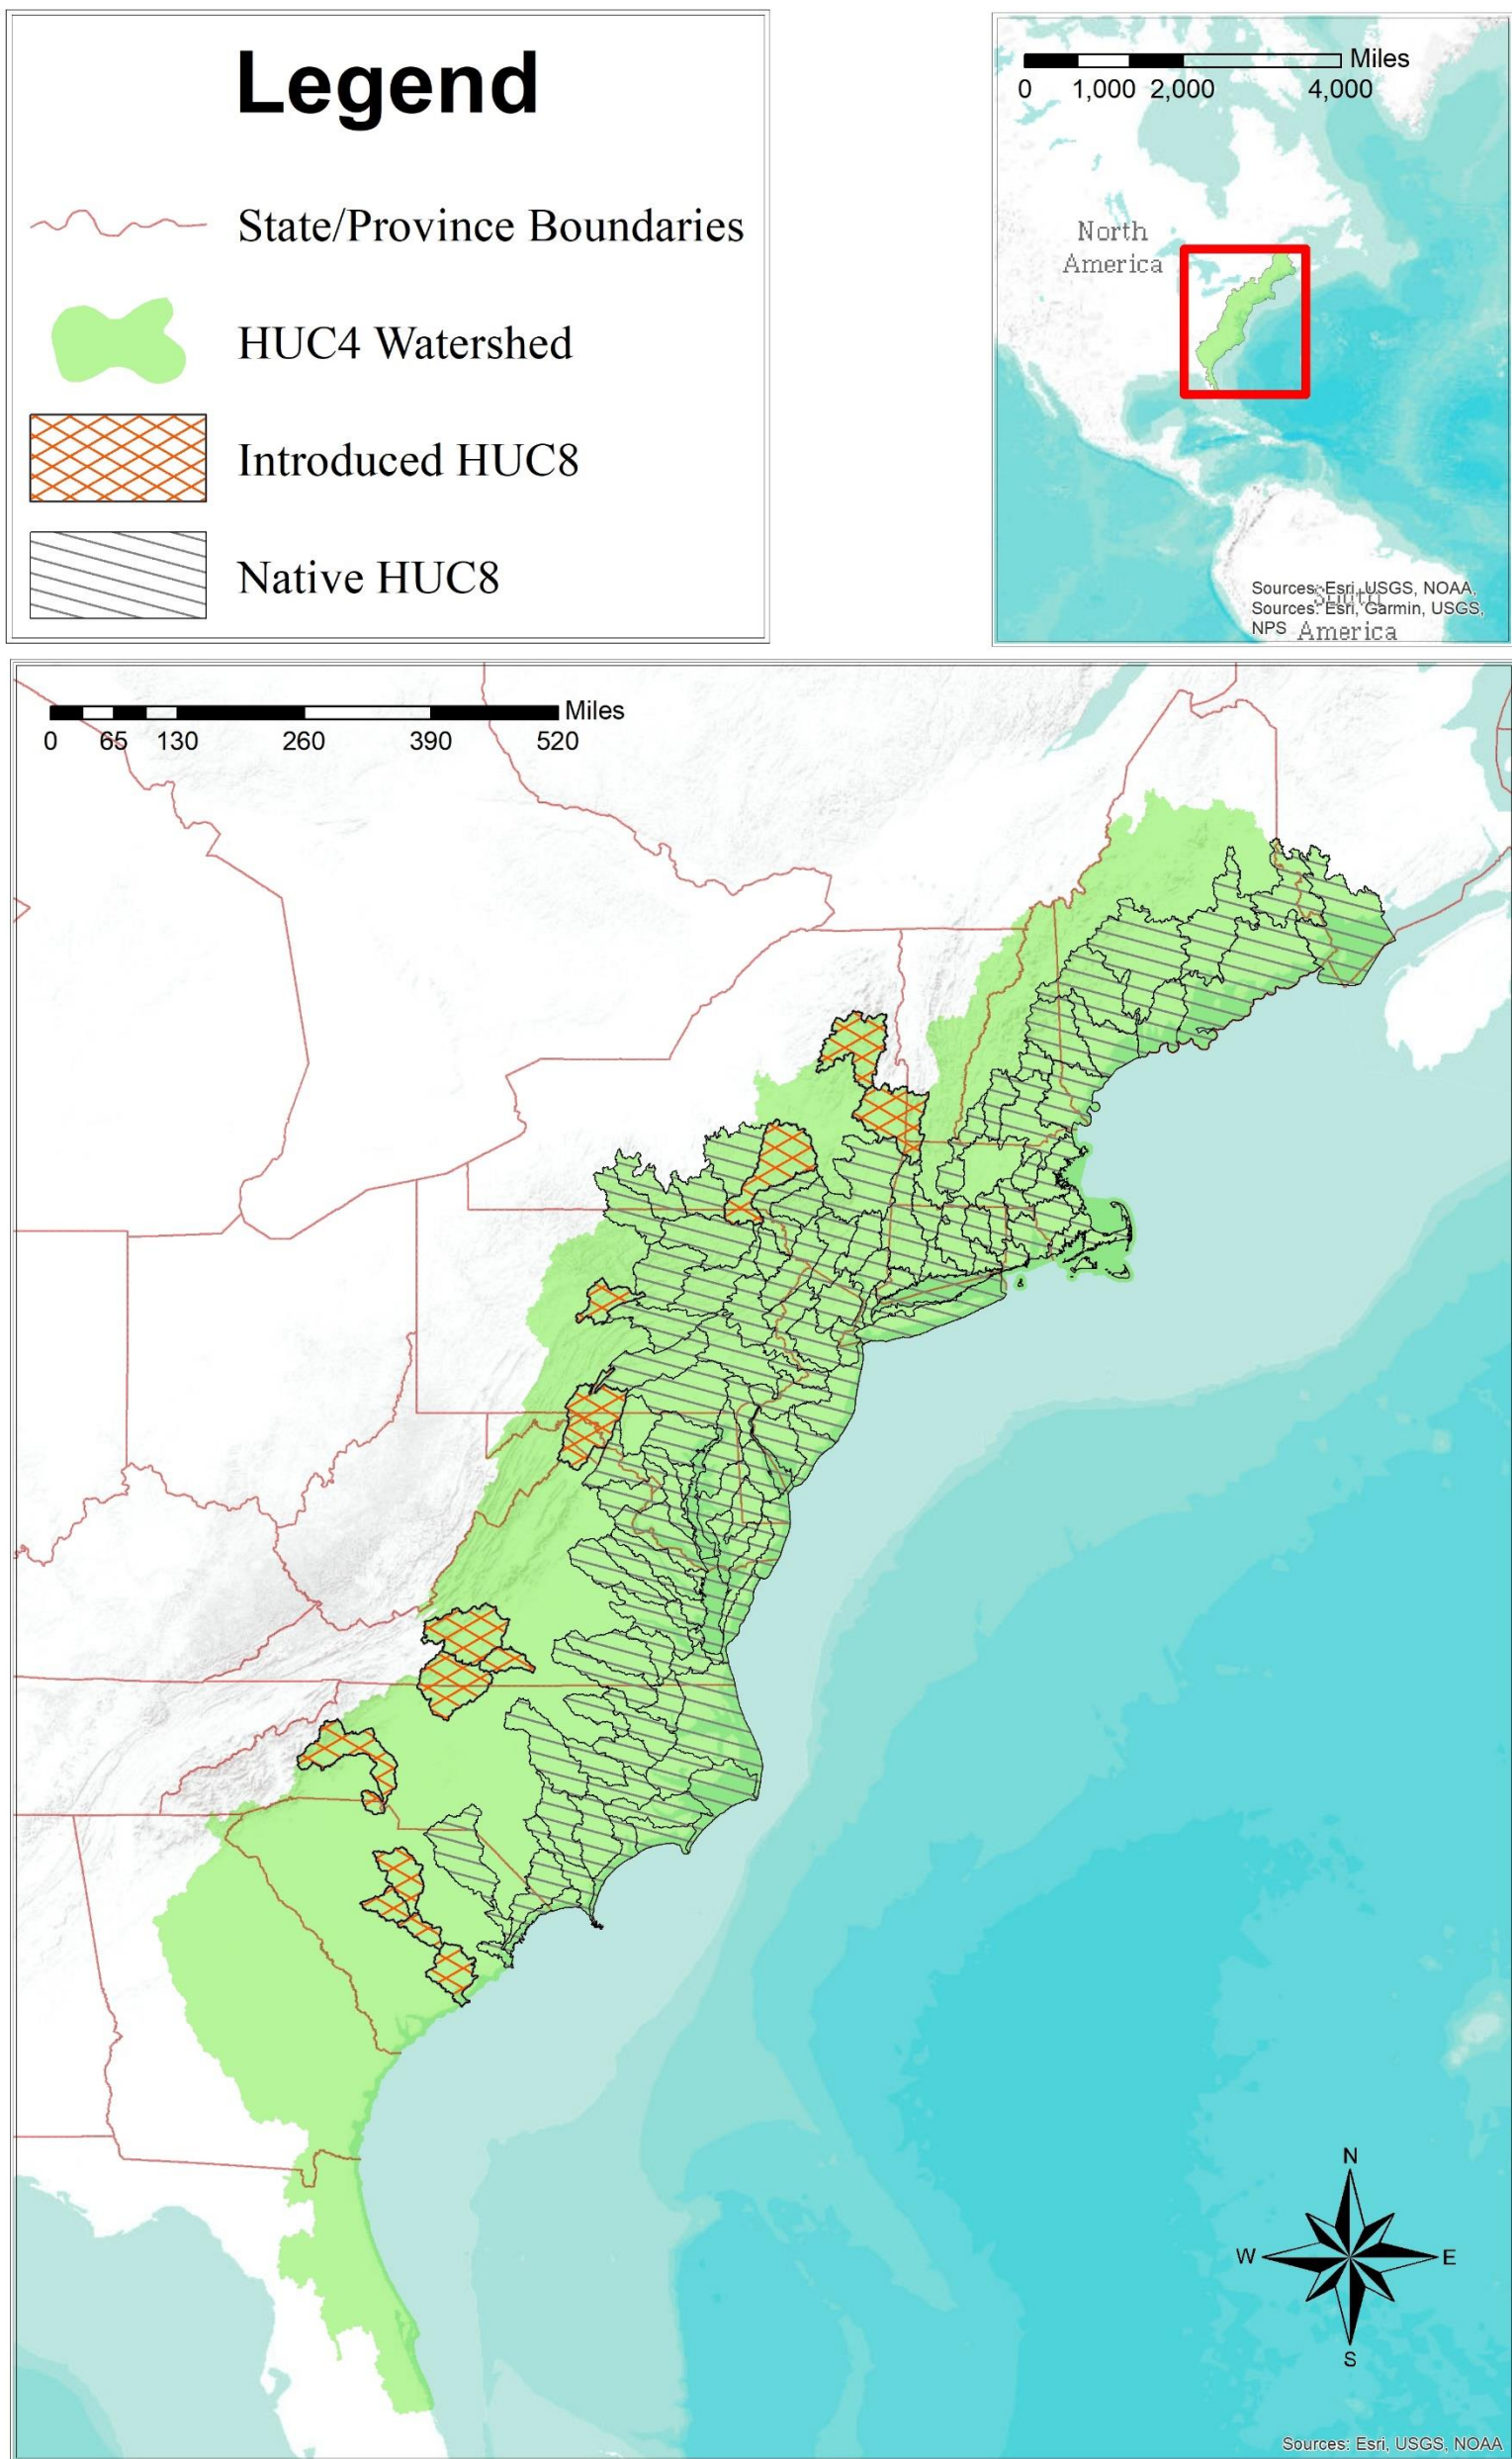 Legend
State/Province Boundaries
HUC4 Watershed
Introduced HUC8
Native HUC8
Miles
0 1,000 2,000 4,000
North
America
Sources: Esri, USGS, NOAA,
South
Sources: Esri, Garmin, USGS,
NPS
America
Miles
0 65 130 260 390 520
N
W E
S
Sources: Esri, USGS, NOAA